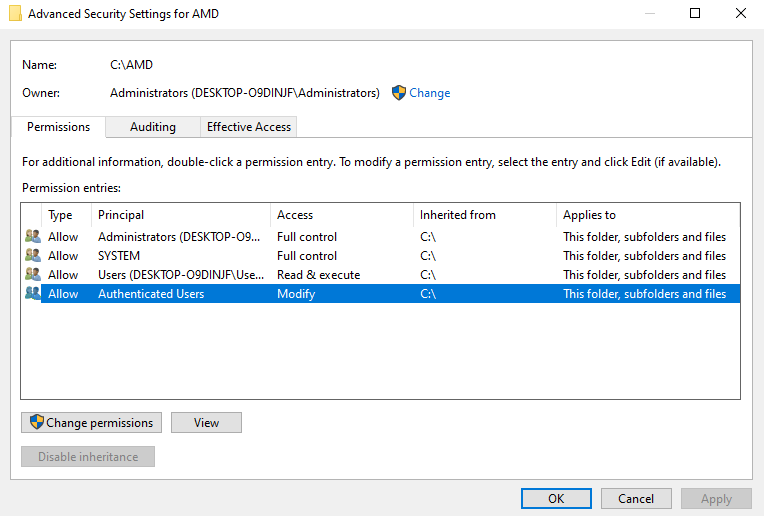 Advanced Security Settings for AMD
Name: C:\AMD
Owner: Administrators (DESKTOP-O9DINJF\Administrators) Change
Permissions Auditing Effective Access
For additional information, double-click a permission entry. To modify a permission entry, select the entry and click Edit (if available).
Permission entries:
Type Principal Access Inherited from Applies to
Allow Administrators (DESKTOP-O9... Full control C:\ This folder, subfolders and files
Allow SYSTEM Full control C:\ This folder, subfolders and files
Allow Users (DESKTOP-O9DINJF\Use... Read & execute C:\ This folder, subfolders and files
Allow Authenticated Users Modify C:\ This folder, subfolders and files
Change permissions View
Disable inheritance
OK Cancel Apply